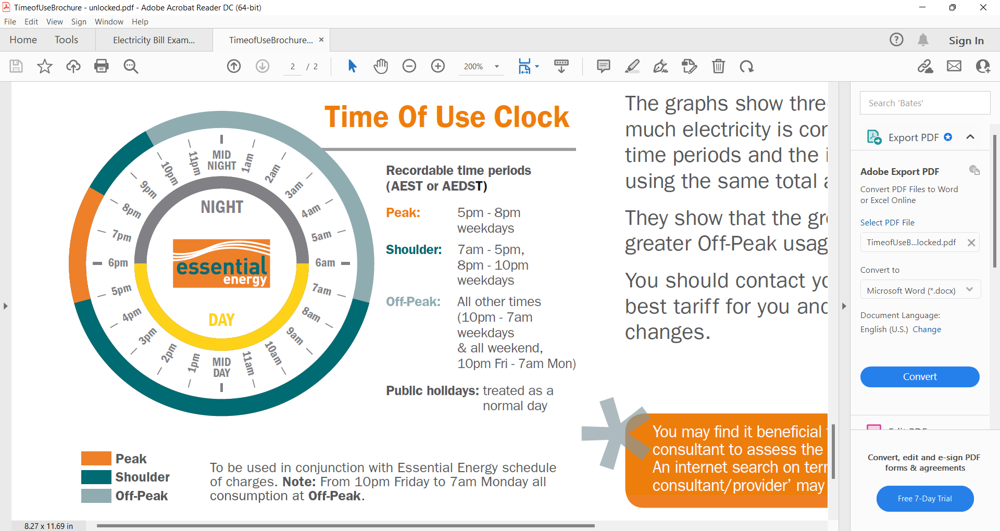 TimeofUseBrochure - unlocked.pdf - Adobe Acrobat Reader DC (64-bit)
File Edit View Sign Window Help
Home Tools Electricity Bill Exam... TimeofUseBrochure... × Sign In
2 / 2 200%
Time Of Use Clock
MID
NIGHT
1am
2am
3am
4am
5am
6am
7am
8am
9am
10am
11am
MID
DAY
1pm
2pm
3pm
4pm
5pm
6pm
7pm
8pm
9pm
10pm
11pm
NIGHT
essential
energy
DAY
Recordable time periods
(AEST or AEDST)
Peak: 5pm - 8pm
weekdays
Shoulder: 7am - 5pm,
8pm - 10pm
weekdays
Off-Peak: All other times
(10pm - 7am
weekdays
& all weekend,
10pm Fri - 7am Mon)
Public holidays: treated as a
normal day
Peak
Shoulder
Off-Peak
To be used in conjunction with Essential Energy schedule
of charges. Note: From 10pm Friday to 7am Monday all
consumption at Off-Peak.
The graphs show thre
much electricity is con
time periods and the i
using the same total a
They show that the gre
greater Off-Peak usag
You should contact yo
best tariff for you and
changes.
You may find it beneficial
consultant to assess the
An internet search on term
consultant/provider’ may
8.27 x 11.69 in
Search 'Bates'
Export PDF
Adobe Export PDF
Convert PDF Files to Word
or Excel Online
Select PDF File
TimeofUseB...locked.pdf
Convert to
Microsoft Word (*.docx)
Document Language:
English (U.S.) Change
Convert
Convert, edit and e-sign PDF
forms & agreements
Free 7-Day Trial